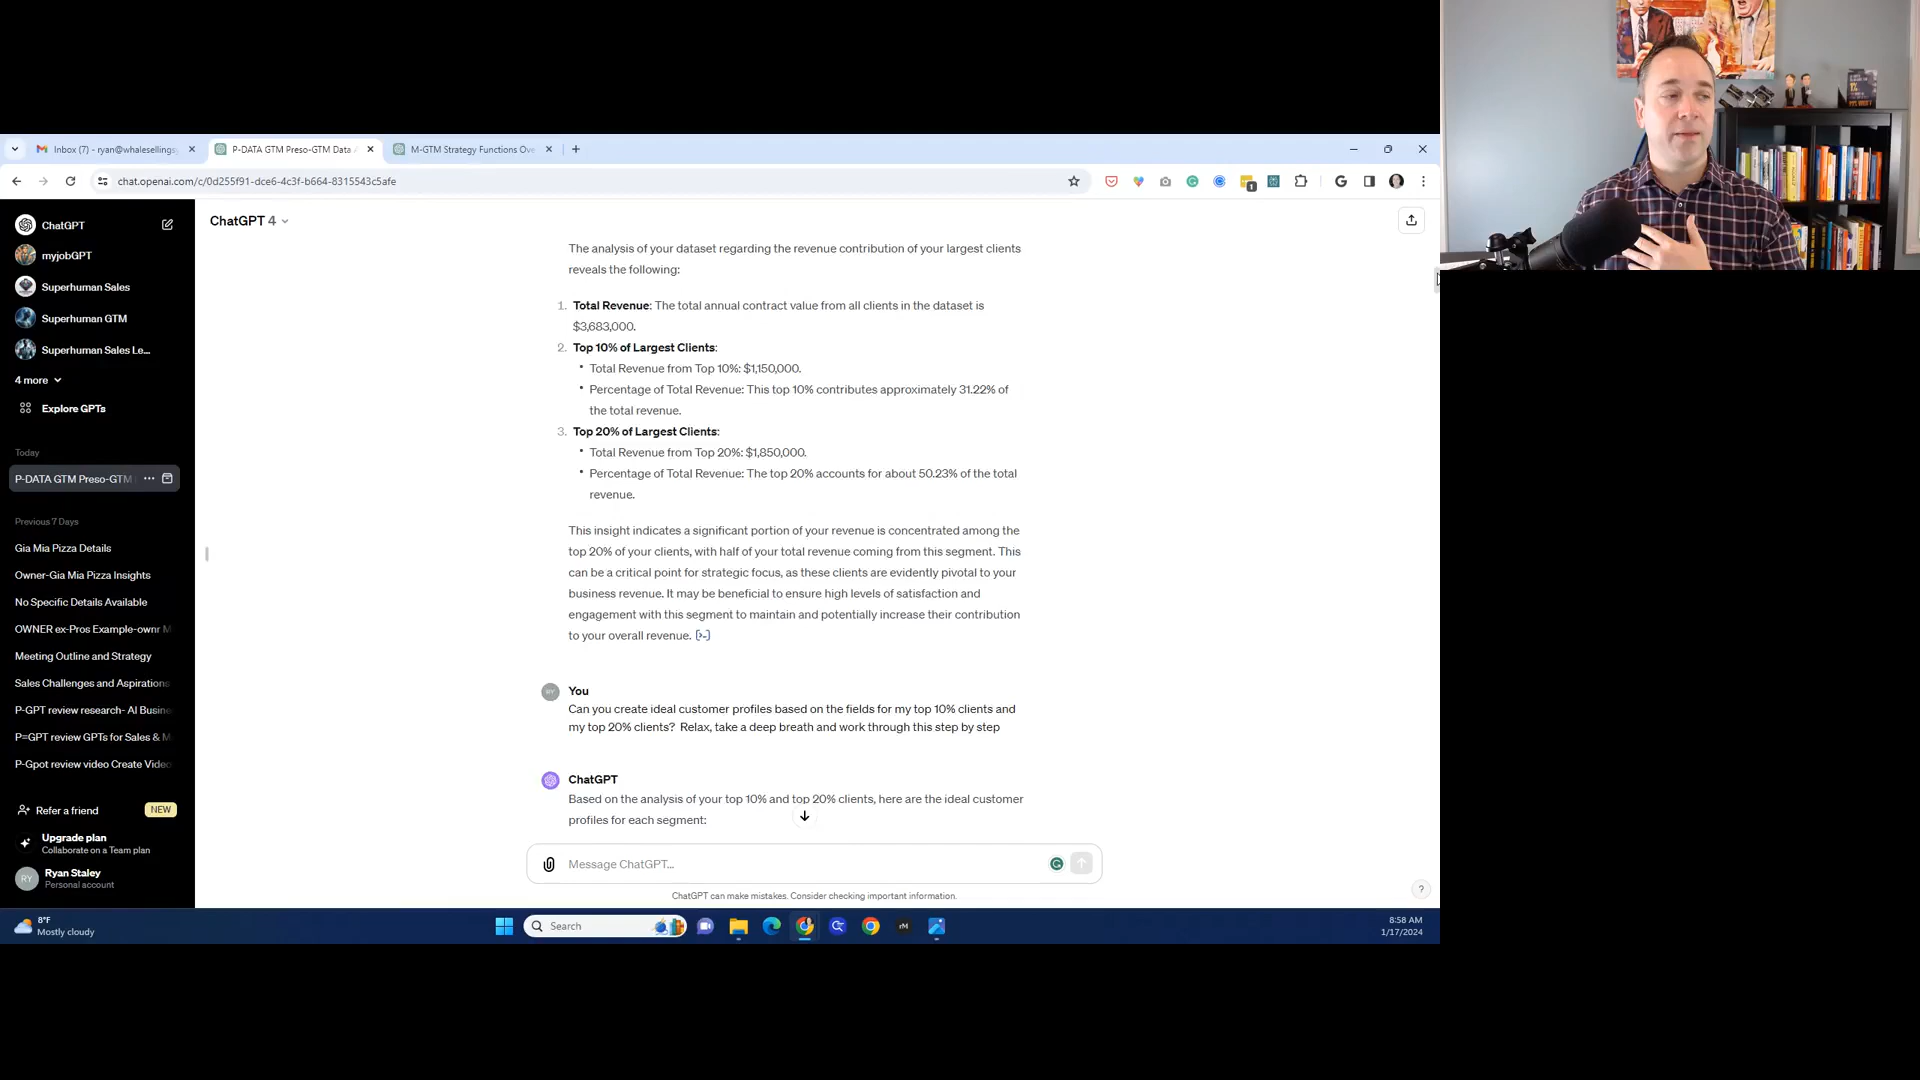 Inbox (7) - ryan@whalesellings
P-DATA GTM Preso-GTM Data A
M-GTM Strategy Functions Ove
chat.openai.com/c/0d255f91-dce6-4c3f-b664-8315543c5afe
1
ChatGPT
myjobGPT
Superhuman Sales
Superhuman GTM
Superhuman Sales Le...
4 more
Explore GPTs
Today
P-DATA GTM Preso-GTM
Previous 7 Days
Gia Mia Pizza Details
Owner-Gia Mia Pizza Insights
No Specific Details Available
OWNER ex-Pros Example-ownr M
Meeting Outline and Strategy
Sales Challenges and Aspirations
P-GPT review research- AI Busine
P=GPT review GPTs for Sales & M
P-Gpot review video Create Video
Refer a friend
NEW
Upgrade plan
Collaborate on a Team plan
RY
Ryan Staley
Personal account
ChatGPT 4
The analysis of your dataset regarding the revenue contribution of your largest clients
reveals the following:
1. Total Revenue: The total annual contract value from all clients in the dataset is
$3,683,000.
2. Top 10% of Largest Clients:
• Total Revenue from Top 10%: $1,150,000.
• Percentage of Total Revenue: This top 10% contributes approximately 31.22% of
the total revenue.
3. Top 20% of Largest Clients:
• Total Revenue from Top 20%: $1,850,000.
• Percentage of Total Revenue: The top 20% accounts for about 50.23% of the total
revenue.
This insight indicates a significant portion of your revenue is concentrated among the
top 20% of your clients, with half of your total revenue coming from this segment. This
can be a critical point for strategic focus, as these clients are evidently pivotal to your
business revenue. It may be beneficial to ensure high levels of satisfaction and
engagement with this segment to maintain and potentially increase their contribution
to your overall revenue. [>-]
RY
You
Can you create ideal customer profiles based on the fields for my top 10% clients and
my top 20% clients? Relax, take a deep breath and work through this step by step
ChatGPT
Based on the analysis of your top 10% and top 20% clients, here are the ideal customer
profiles for each segment:
Message ChatGPT...
ChatGPT can make mistakes. Consider checking important information.
?
8°F
Mostly cloudy
Search
rM
8:58 AM
1/17/2024